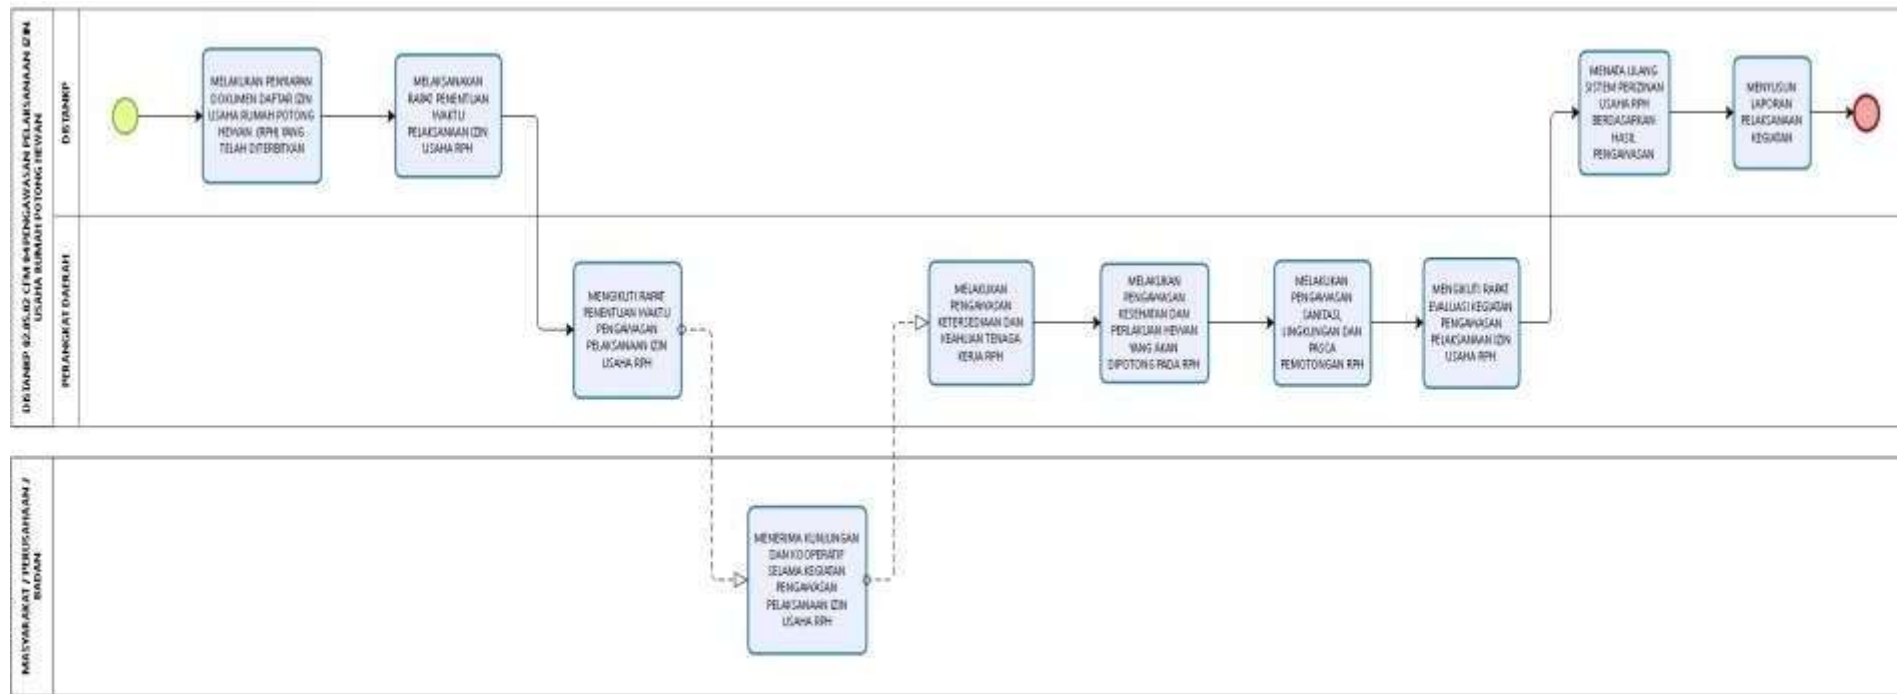 DISTANKP 02.05.02 CFM 04 PENGAWASAN PELAKSANAAN IZIN
USAHA RUMAH POTONG HEWAN
DISTANKP
MELAKUKAN PENYIAPAN
DOKUMEN DAFTAR IZIN
USAHA RUMAH POTONG
HEWAN (RPH) YANG
TELAH DITERBITKAN
MELAKSANAKAN
RAPAT PENENTUAN
WAKTU
PELAKSANAAN IZIN
USAHA RPH
MENATA ULANG
SISTEM PERIZINAN
USAHA RPH
BERDASARKAN
HASIL
PENGAWASAN
MENYUSUN
LAPORAN
PELAKSANAAN
KEGIATAN
PERANGKAT DAERAH
MENGIKUTI RAPAT
PENENTUAN WAKTU
PENGAWASAN
PELAKSANAAN IZIN
USAHA RPH
MELAKUKAN
PENGAWASAN
KETERSEDIAAN DAN
KEAHLIAN TENAGA
KERJA RPH
MELAKUKAN
PENGAWASAN
KESEHATAN DAN
PERLAKUAN HEWAN
YANG AKAN
DIPOTONG PADA RPH
MELAKUKAN
PENGAWASAN
SANITASI,
LINGKUNGAN DAN
PASCA
PEMOTONGAN RPH
MENGIKUTI RAPAT
EVALUASI KEGIATAN
PENGAWASAN
PELAKSANAAN IZIN
USAHA RPH
MASYARAKAT / PERUSAHAAN /
BADAN
MENERIMA KUNJUNGAN
DAN KOOPERATIF
SELAMA KEGIATAN
PENGAWASAN
PELAKSANAAN IZIN
USAHA RPH